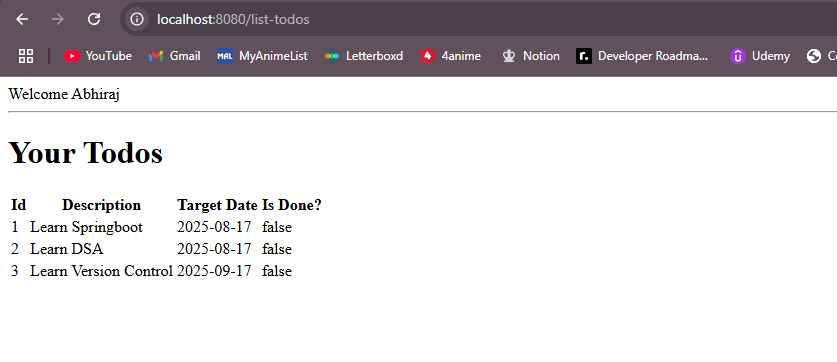 localhost:8080/list-todos
YouTube Gmail MAL MyAnimeList Letterboxd 4 4anime Notion r. Developer Roadma... Udemy
Welcome Abhiraj
Your Todos
Id Description Target Date Is Done?
1 Learn Springboot 2025-08-17 false
2 Learn DSA 2025-08-17 false
3 Learn Version Control 2025-09-17 false